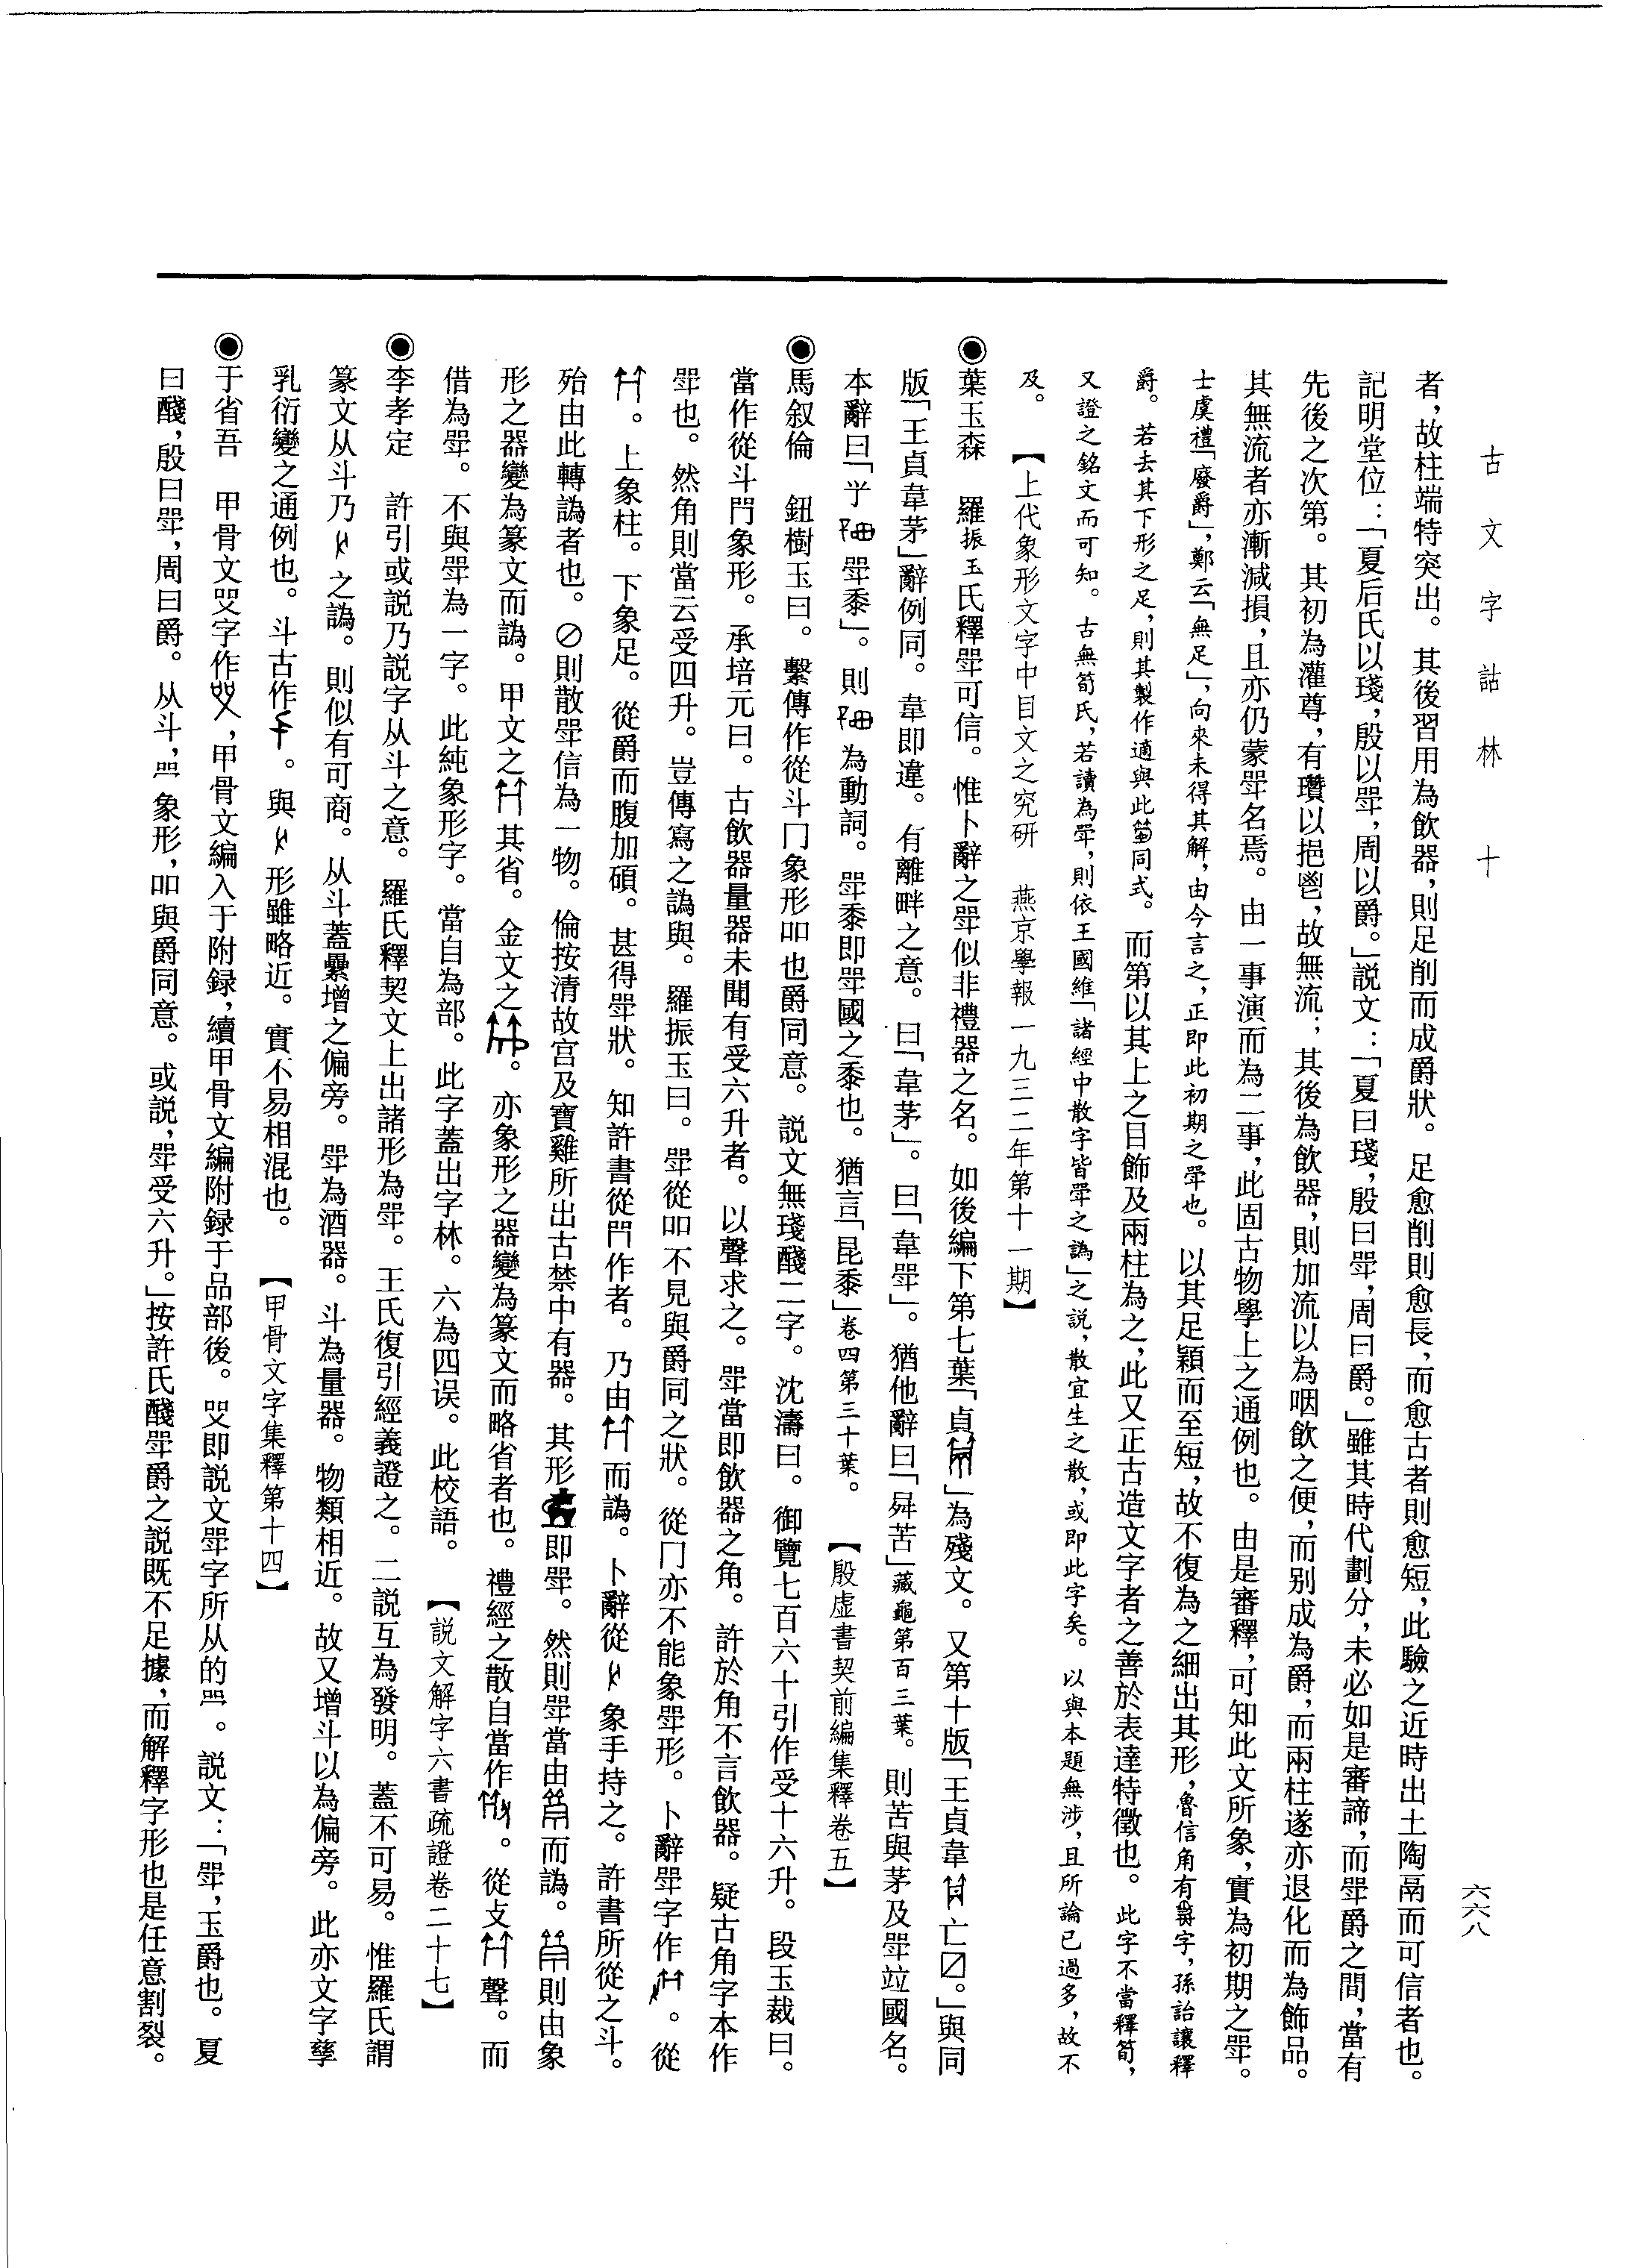 古文字詁林 十
六六八
者，故柱端特突出。其後習用為飲器，則足削而成爵狀。足愈削則愈長，而愈古者則愈短，此驗之近時出土陶鬲而可信者也。
記明堂位：「夏后氏以琖，殷以斝，周以爵。」説文：「夏曰琖，殷曰斝，周曰爵。」雖其時代劃分，未必如是審諦，而斝爵之間，當有
先後之次第。其初為灌尊，有瓚以挹鬯，故無流；其後為飲器，則加流以為咽飲之便，而別成為爵，而兩柱遂亦退化而為飾品。
其無流者亦漸減損，且亦仍蒙斝名焉。由一事演而為二事，此固古物學上之通例也。由是審釋，可知此文所象，實為初期之斝。
士虞禮「廢爵」，鄭云「無足」，向來未得其解，由今言之，正即此初期之斝也。以其足穎而至短，故不復為之細出其形，魯信角有字，孫詒讓釋
爵。若去其下形之足，則其製作適與此同式。而第以其上之目飾及兩柱為之，此又正古造文字者之善於表達特徵也。此字不當釋筍，
又證之銘文而可知。古無筍氏，若讀為斝，則依王國維「諸經中散字皆斝之譌」之説，散宜生之散，或即此字矣。以與本題無涉，且所論已過多，故不
及。【上代象形文字中目文之究研 燕京學報一九三二年第十一期】
◉葉玉森 羅振玉氏釋斝可信。惟卜辭之斝似非禮器之名。如後編下第七葉「貞」為殘文。又第十版「王貞韋亡〼。」與同
版「王貞韋茅」辭例同。韋即違。有離畔之意。曰「韋茅」。曰「韋斝」。猶他辭曰「舁苦」藏龜第百三葉。則苦與茅及斝竝國名。
本辭曰「斝黍」。則為動詞。斝黍即斝國之黍也。猶言「昆黍」卷四第三十葉。【殷虛書契前編集釋卷五】
◉馬叙倫 鈕樹玉曰。繫傳作從斗冂象形吅也爵同意。説文無琖醆二字。沈濤曰。御覽七百六十引作受十六升。段玉裁曰。
當作從斗門象形。承培元曰。古飲器量器未聞有受六升者。以聲求之。斝當即飲器之角。許於角不言飲器。疑古角字本作
斝也。然角則當云受四升。豈傳寫之譌與。羅振玉曰。斝從吅不見與爵同之狀。從冂亦不能象斝形。卜辭斝字作。從
。上象柱。下象足。從爵而腹加碩。甚得斝狀。知許書從門作者。乃由而譌。卜辭從象手持之。許書所從之斗。
殆由此轉譌者也。則散斝信為一物。倫按清故宮及寶雞所出古禁中有器。其形即斝。然則斝當由而譌。則由象
形之器變為篆文而譌。甲文之其省。金文之。亦象形之器變為篆文而略省者也。禮經之散自當作。從攴聲。而
借為斝。不與斝為一字。此純象形字。當自為部。此字蓋出字林。六為四误。此校語。【説文解字六書疏證卷二十七】
◉李孝定 許引或説乃説字从斗之意。羅氏釋契文上出諸形為斝。王氏復引經義證之。二説互為發明。蓋不可易。惟羅氏謂
篆文从斗乃之譌。則似有可商。从斗蓋纍增之偏旁。斝為酒器。斗為量器。物類相近。故又增斗以為偏旁。此亦文字孳
乳衍變之通例也。斗古作。與形雖略近。實不易相混也。【甲骨文字集釋第十四】
◉于省吾 甲骨文字作，甲骨文編入于附録，續甲骨文編附録于品部後。即説文斝字所从的。説文：「斝，玉爵也。夏
曰醆，殷曰斝，周曰爵。从斗，象形，吅與爵同意。或説，斝受六升。」按許氏醆斝爵之説既不足據，而解釋字形也是任意割裂。